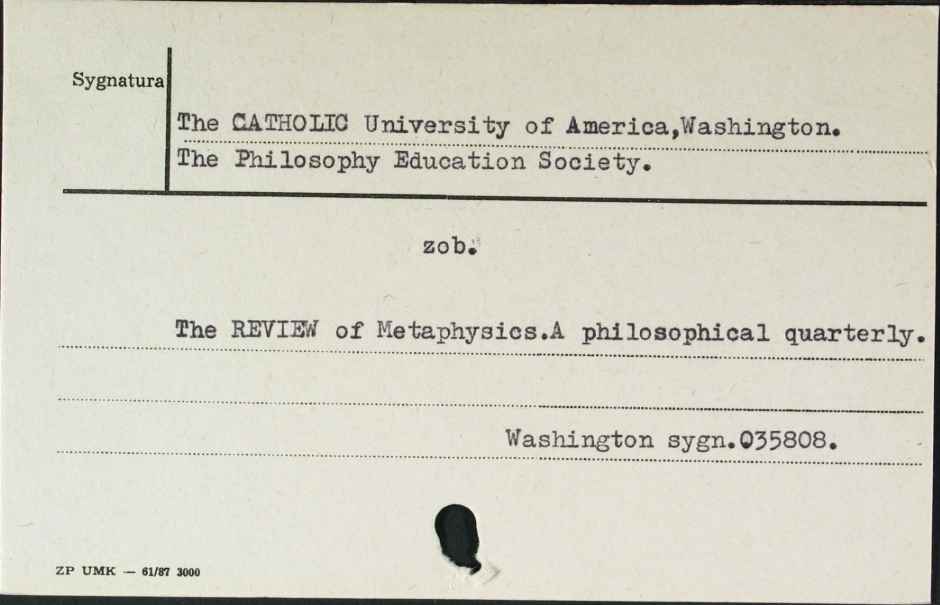 Sygnatura
The CATHOLIC University of America,Washington.
The Philosophy Education Society.
zob.
The REVIEW of Metaphysics.A philosophical quarterly.
Washington sygn.035808.
ZP UMK — 61/87 3000